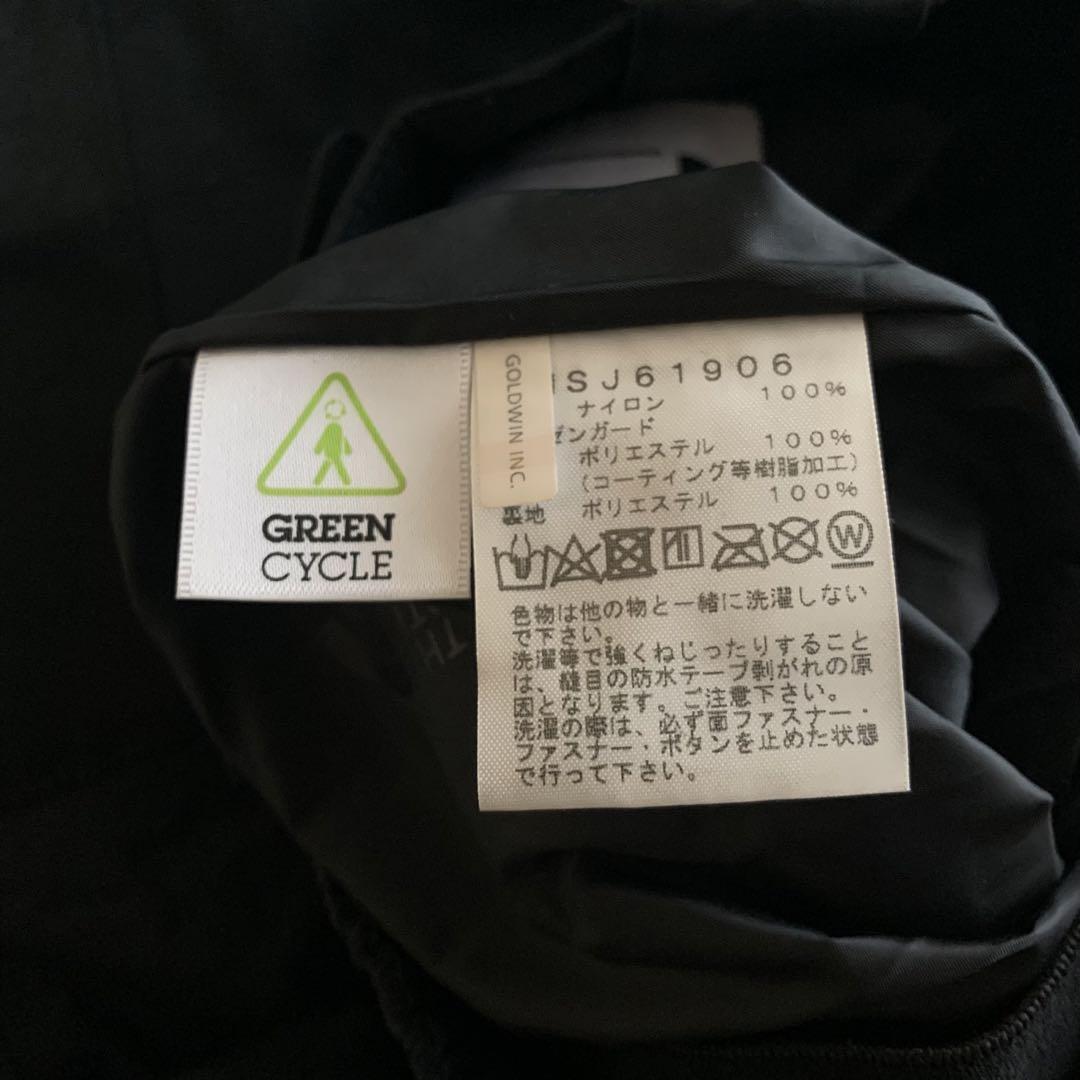 GREEN
CYCLE
GOLDWIN INC.
SJ61906
ナイロン 100%
ンガード
ポリエステル 100%
(コーティング等樹脂加工)
裏地 ポリエステル 100%
W
色物は他の物と一緒に洗濯しない
で下さい。
洗濯等で強くねじったりすること
は、縫目の防水テープ剥がれの原
因となります。ご注意下さい。
洗濯の際は、必ず面ファスナー・
ファスナー・ボタンを止めた状態
で行って下さい。
TH